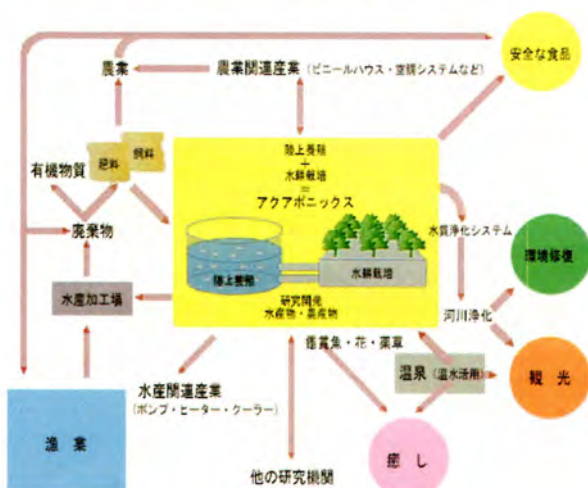 農業
農業関連産業（ビニールハウス・空調システムなど）
安全な食品
有機物質
肥料
飼料
陸上養殖
＋
水耕栽培
＝
アクアポニックス
廃棄物
水質浄化システム
環境修復
陸上養殖
水耕栽培
水産加工場
研究開発
水産物・農産物
河川浄化
鑑賞魚・花・薬草
温泉（温水活用）
観光
水産関連産業
（ポンプ・ヒーター・クーラー）
漁業
癒し
他の研究機関